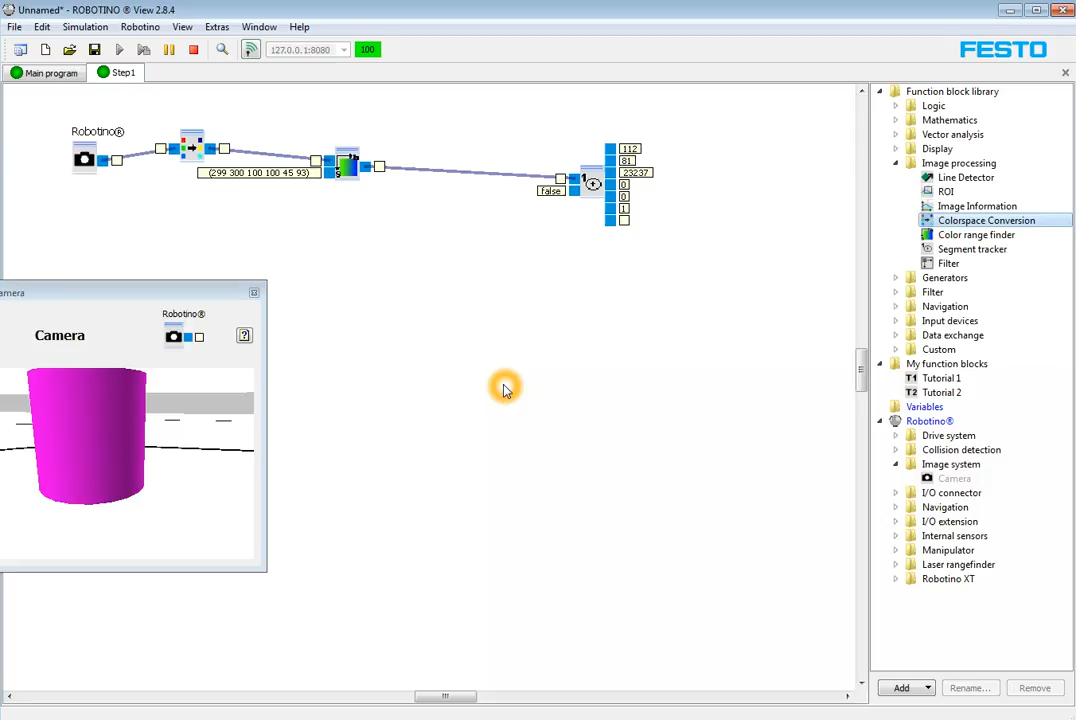 Unnamed* - ROBOTINO ® View 2.8.4
File Edit Simulation Robotino View Extras Window Help
127.0.0.1:8080 100
FESTO
Main program Step1
Robotino®
(299 300 100 100 45 93)
false
112
81
23237
0
0
1
amera
Robotino®
Camera
Function block library
Logic
Mathematics
Vector analysis
Display
Image processing
Line Detector
ROI
Image Information
Colorspace Conversion
Color range finder
Segment tracker
Filter
Generators
Filter
Navigation
Input devices
Data exchange
Custom
My function blocks
T1 Tutorial 1
T2 Tutorial 2
Variables
Robotino®
Drive system
Collision detection
Image system
Camera
I/O connector
Navigation
I/O extension
Internal sensors
Manipulator
Laser rangefinder
Robotino XT
Add Rename... Remove